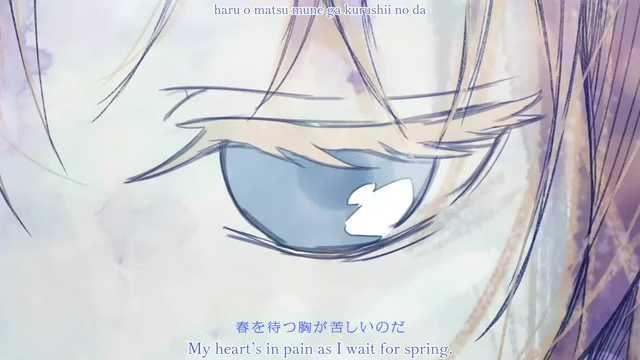 haru o matsu mune ga kurushii no da
春を待つ胸が苦しいのだ
My heart's in pain as I wait for spring.